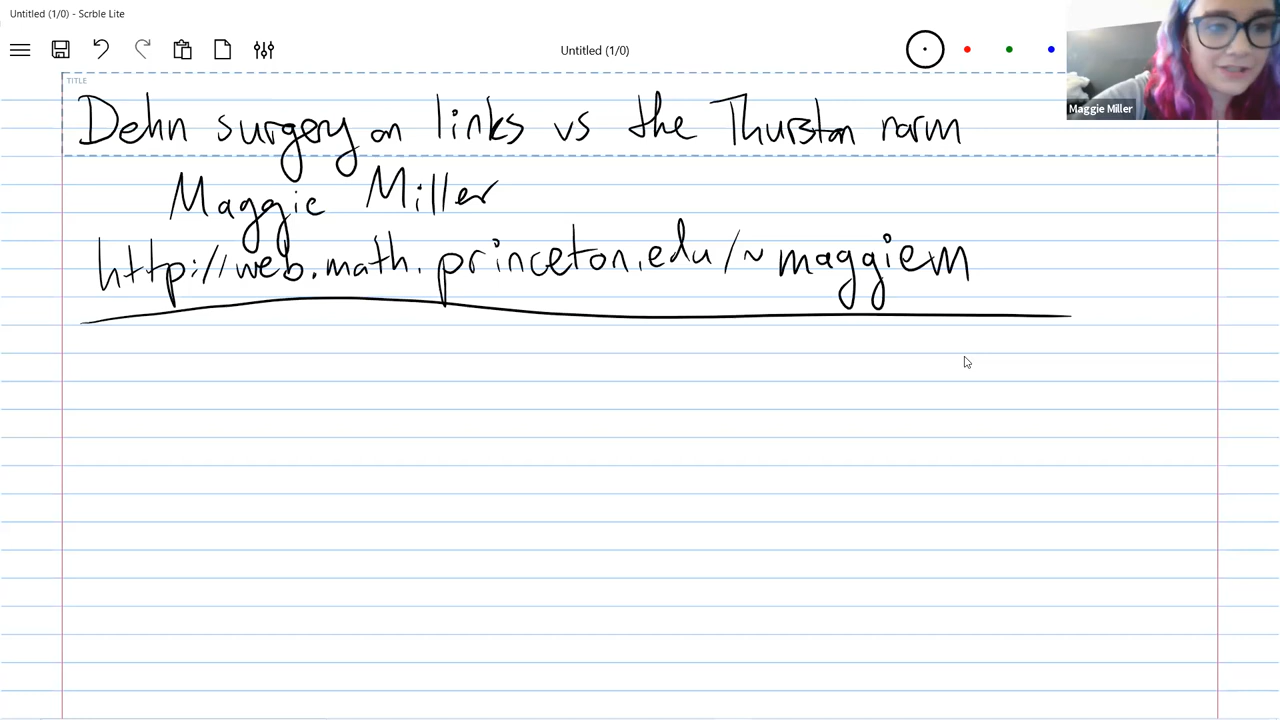 Untitled (1/0) - Scrble Lite
Untitled (1/0)
Maggie Miller
TITLE
Dehn surgery on links vs the Thurston norm
Maggie Miller
http://web.math.princeton.edu/~maggiem